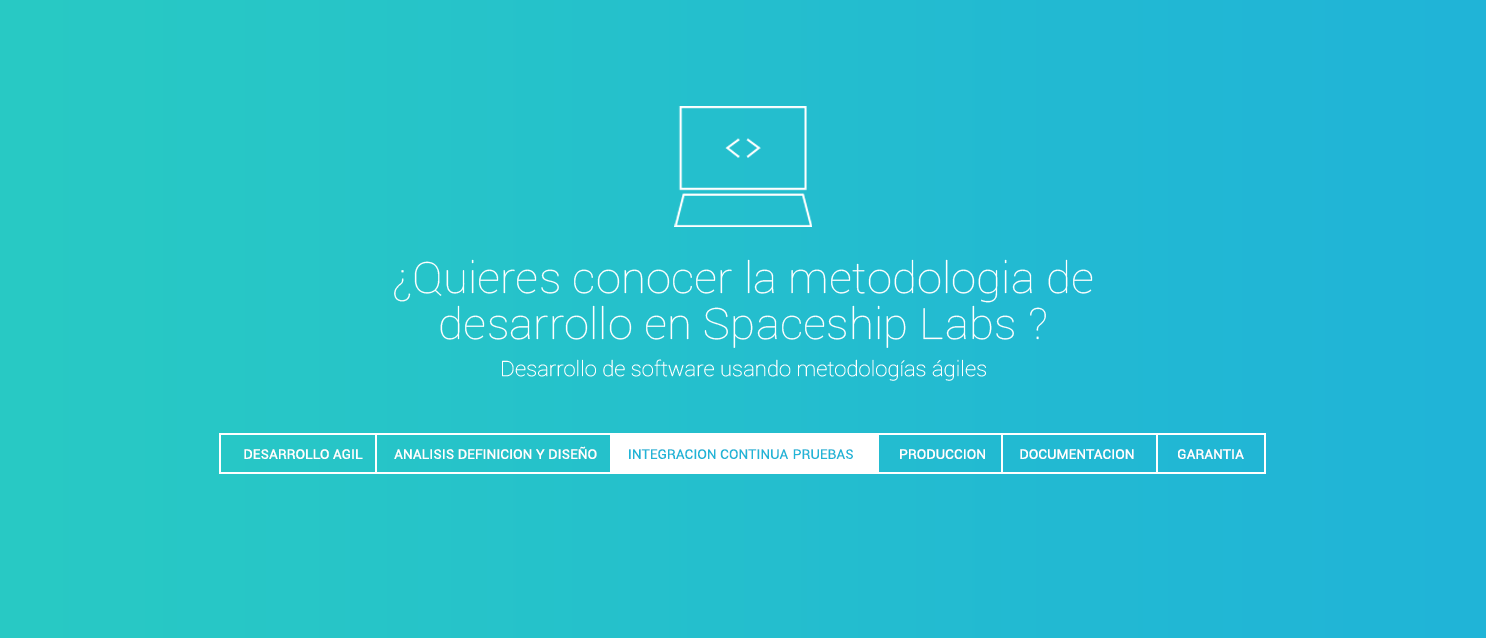 < >
¿Quieres conocer la metodologia de
desarrollo en Spaceship Labs ?
Desarrollo de software usando metodologías ágiles
DESARROLLO AGIL
ANALISIS DEFINICION Y DISEÑO
INTEGRACION CONTINUA PRUEBAS
PRODUCCION
DOCUMENTACION
GARANTIA